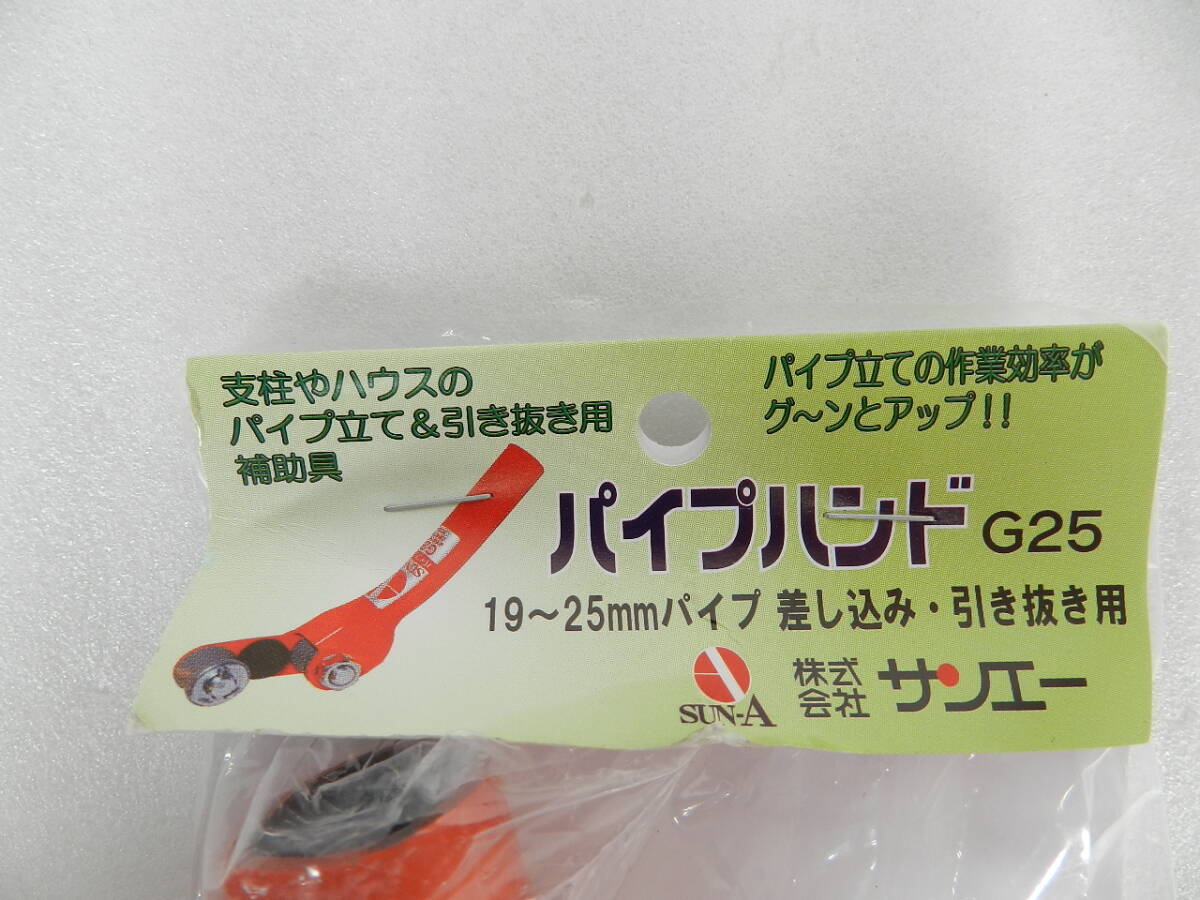 支柱やハウスの
パイプ立て&引き抜き用
補助具
パイプ立ての作業効率が
グ～ンとアップ!!
パイプハンド G25
19～25mmパイプ 差し込み・引き抜き用
SUN-A
株式会社 サンエー